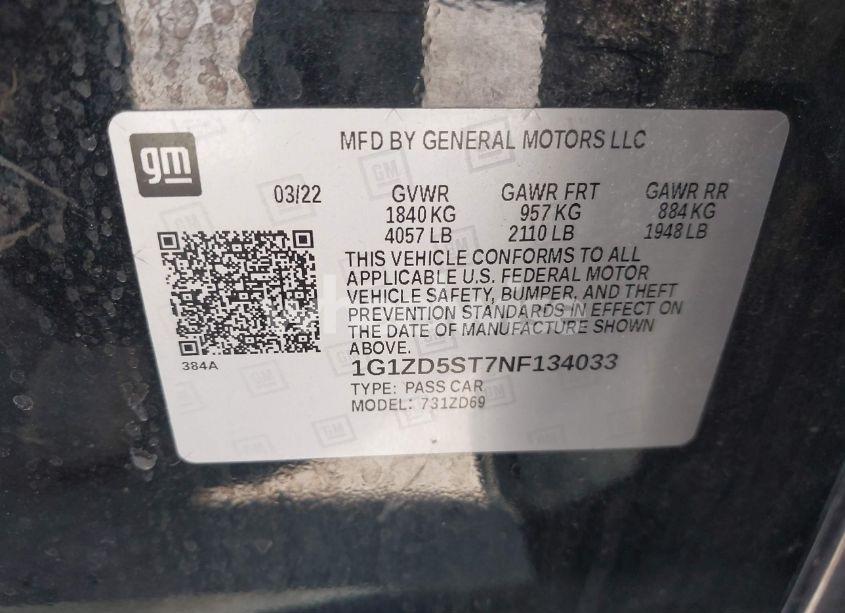 gm
MFD BY GENERAL MOTORS LLC
03/22 GVWR GAWR FRT GAWR RR
1840 KG 957 KG 884 KG
4057 LB 2110 LB 1948 LB
THIS VEHICLE CONFORMS TO ALL
APPLICABLE U.S. FEDERAL MOTOR
VEHICLE SAFETY, BUMPER, AND THEFT
PREVENTION STANDARDS IN EFFECT ON
THE DATE OF MANUFACTURE SHOWN
ABOVE.
384A
1G1ZD5ST7NF134033
TYPE: PASS CAR
MODEL: 731ZD69